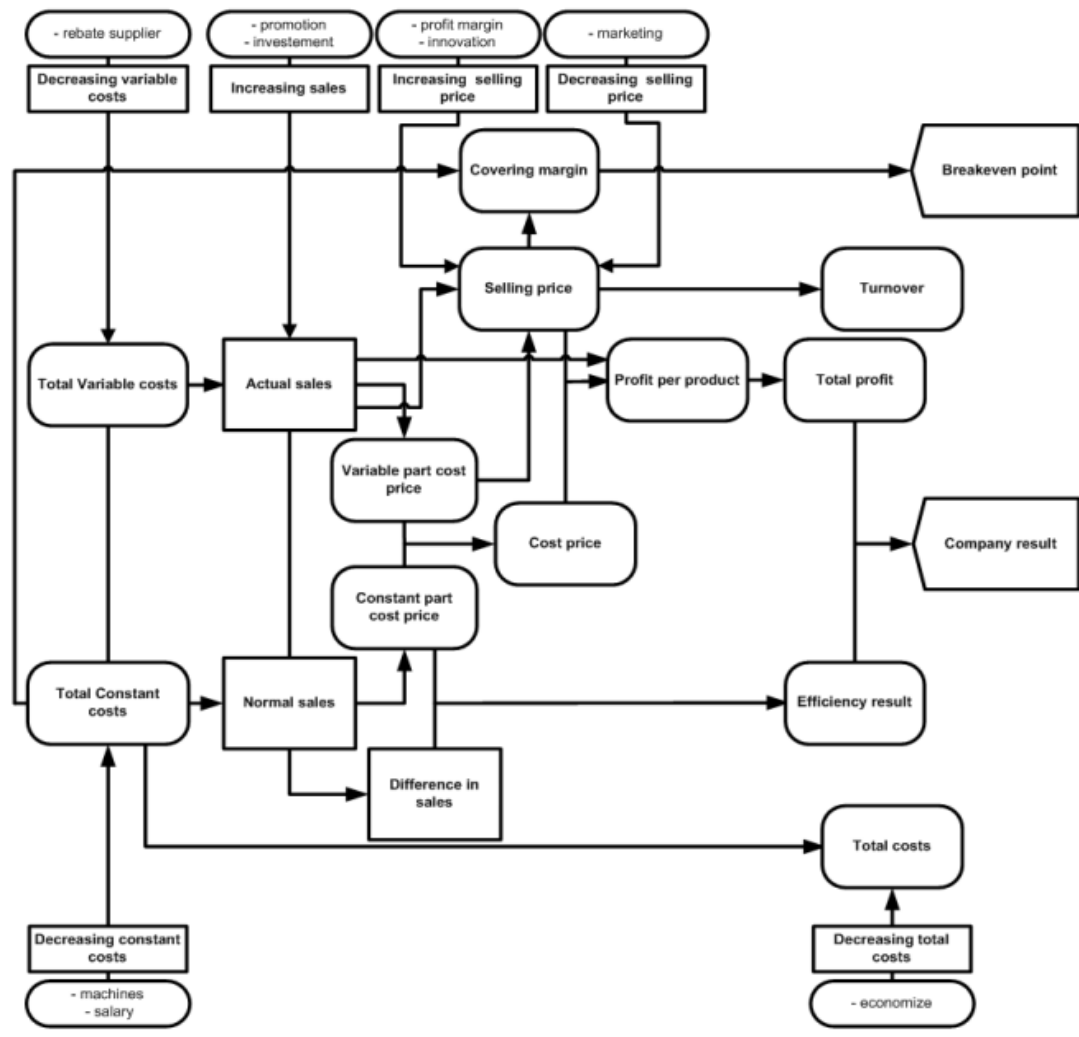 - rebate supplier
- promotion
- investement
- profit margin
- innovation
- marketing
Decreasing variable
costs
Increasing sales
Increasing selling
price
Decreasing selling
price
Covering margin
Breakeven point
Selling price
Turnover
Total Variable costs
Actual sales
Profit per product
Total profit
Variable part cost
price
Cost price
Company result
Constant part
cost price
Total Constant
costs
Normal sales
Efficiency result
Difference in
sales
Total costs
Decreasing constant
costs
Decreasing total
costs
- machines
- salary
- economize